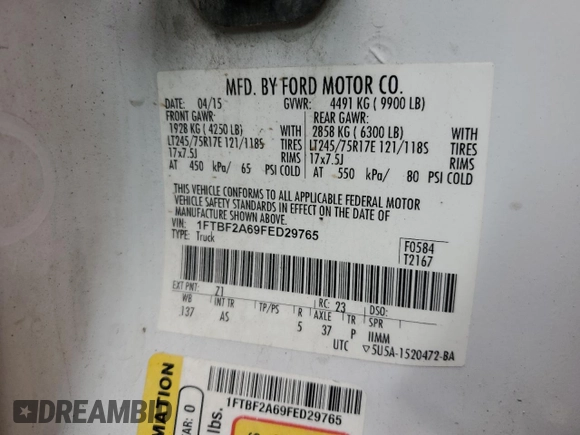 MFD. BY FORD MOTOR CO.
DATE: 04/15 GVWR: 4491 KG ( 9900 LB)
FRONT GAWR: REAR GAWR:
1928 KG ( 4250 LB) WITH 2858 KG ( 6300 LB) WITH
LT245/75R17E 121/118S TIRES LT245/75R17E 121/118S TIRES
17x7.5J RIMS 17x7.5J RIMS
AT 450 kPa/ 65 PSI COLD AT 550 kPa/ 80 PSI COLD
THIS VEHICLE CONFORMS TO ALL APPLICABLE FEDERAL MOTOR
VEHICLE SAFETY STANDARDS IN EFFECT ON THE DATE OF
MANUFACTURE SHOWN ABOVE.
VIN: 1FTBF2A69FED29765 F0584
TYPE: Truck T2167
EXT PNT: Z1 RC: 23 DSO:
WB INT TR TP/PS R AXLE TR SPR
137 AS 5 37 P IIMM
UTC ▽5U5A-1520472-BA
1FTBF2A69FED29765
MATION
AR: 0
lbs.
DREAMBID